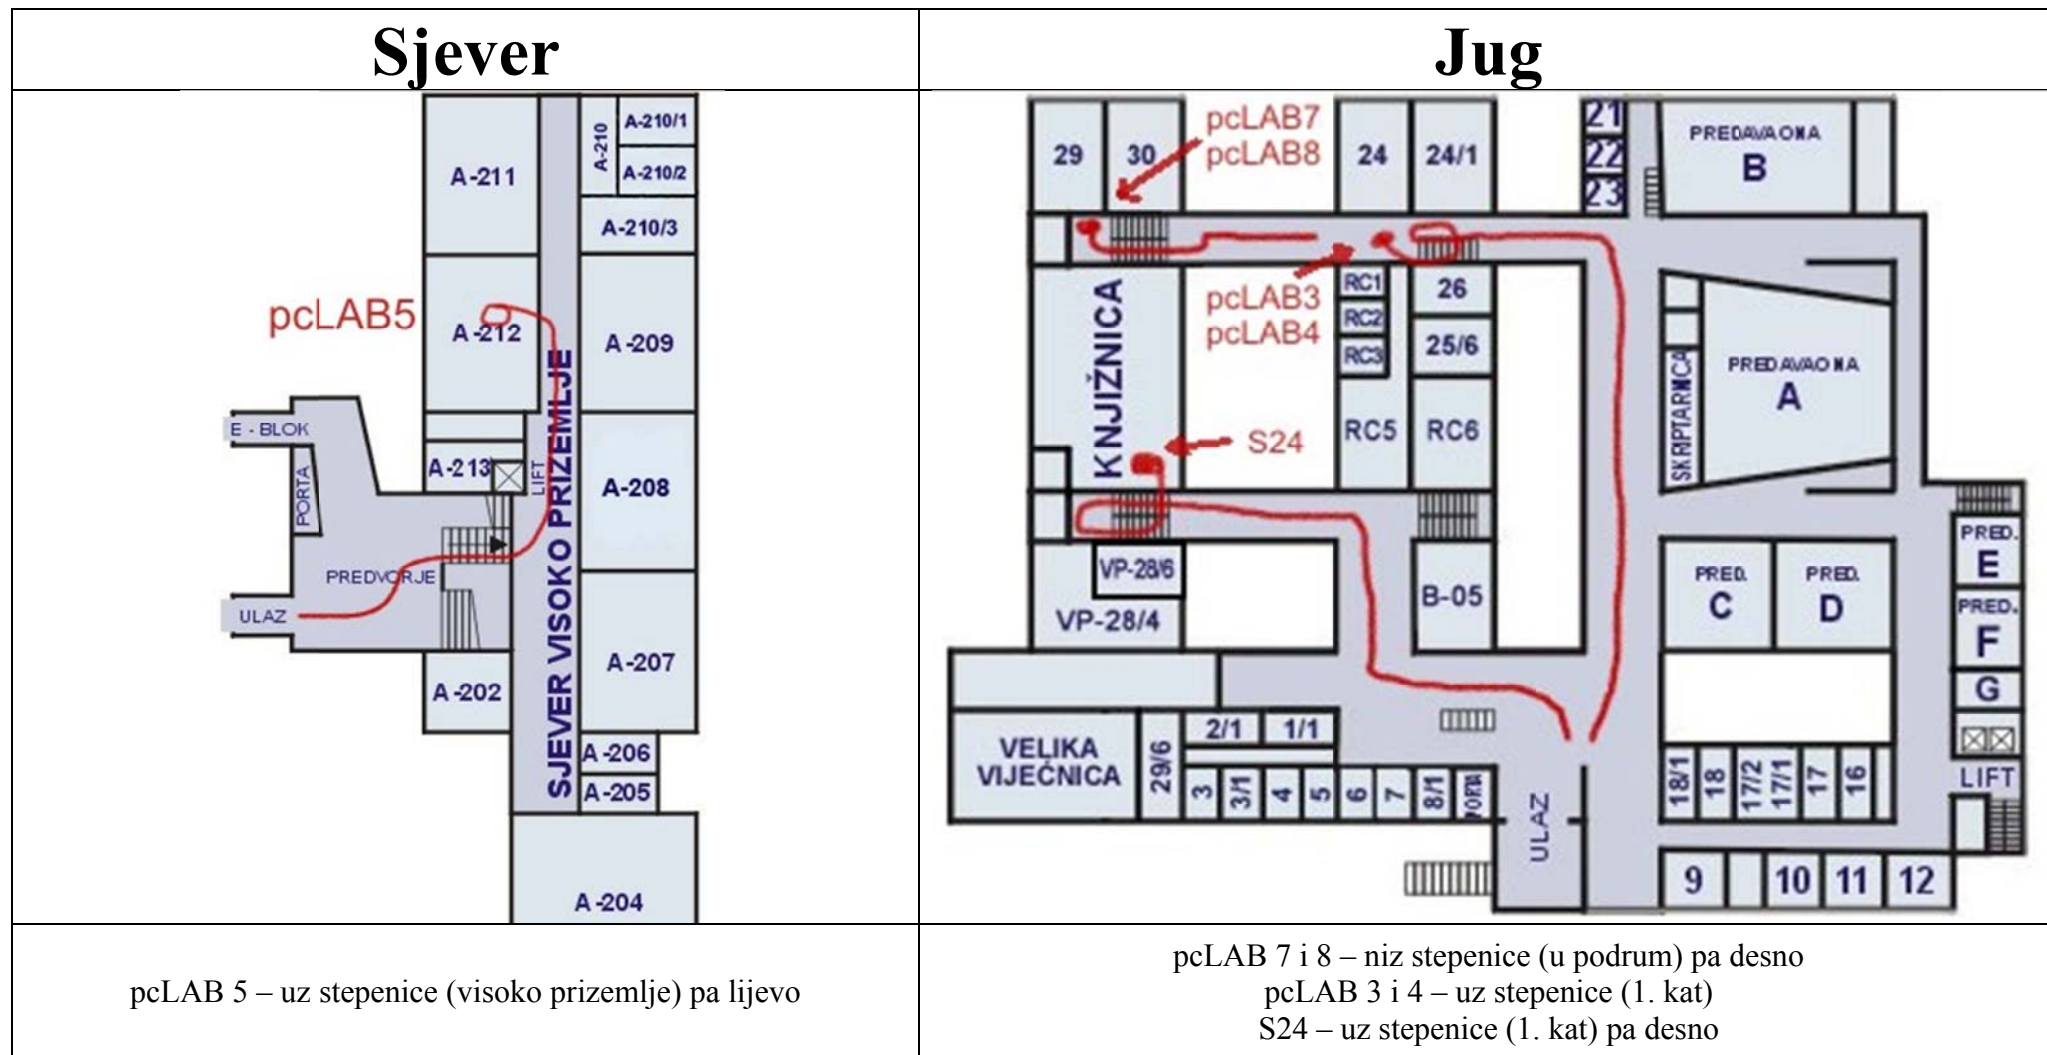 Sjever
Jug
A-211
A-210
A-210/1
A-210/2
A-210/3
pcLAB5
A-212
A-209
E - BLOK
PORTA
A-213
LIFT
SJEVER VISOKO PRIZEMLJE
A-208
PREDVORJE
ULAZ
A-207
A-202
A-206
A-205
A-204
29
30
pcLAB7
pcLAB8
24
24/1
21
22
23
PREDAVAONA
B
KNJIŽNICA
pcLAB3
pcLAB4
RC1
RC2
RC3
26
25/6
RC5
RC6
S24
SKRIPTARNICA
PREDAVAONA
A
VP-28/6
VP-28/4
B-05
PRED.
C
PRED.
D
PRED.
E
PRED.
F
G
LIFT
VELIKA
VIJEĆNICA
29/6
2/1
1/1
3
3/1
4
5
6
7
8/1
PORTA
ULAZ
18/1
18
17/2
17/1
17
16
9
10
11
12
pcLAB 5 – uz stepenice (visoko prizemlje) pa lijevo
pcLAB 7 i 8 – niz stepenice (u podrum) pa desno
pcLAB 3 i 4 – uz stepenice (1. kat)
S24 – uz stepenice (1. kat) pa desno